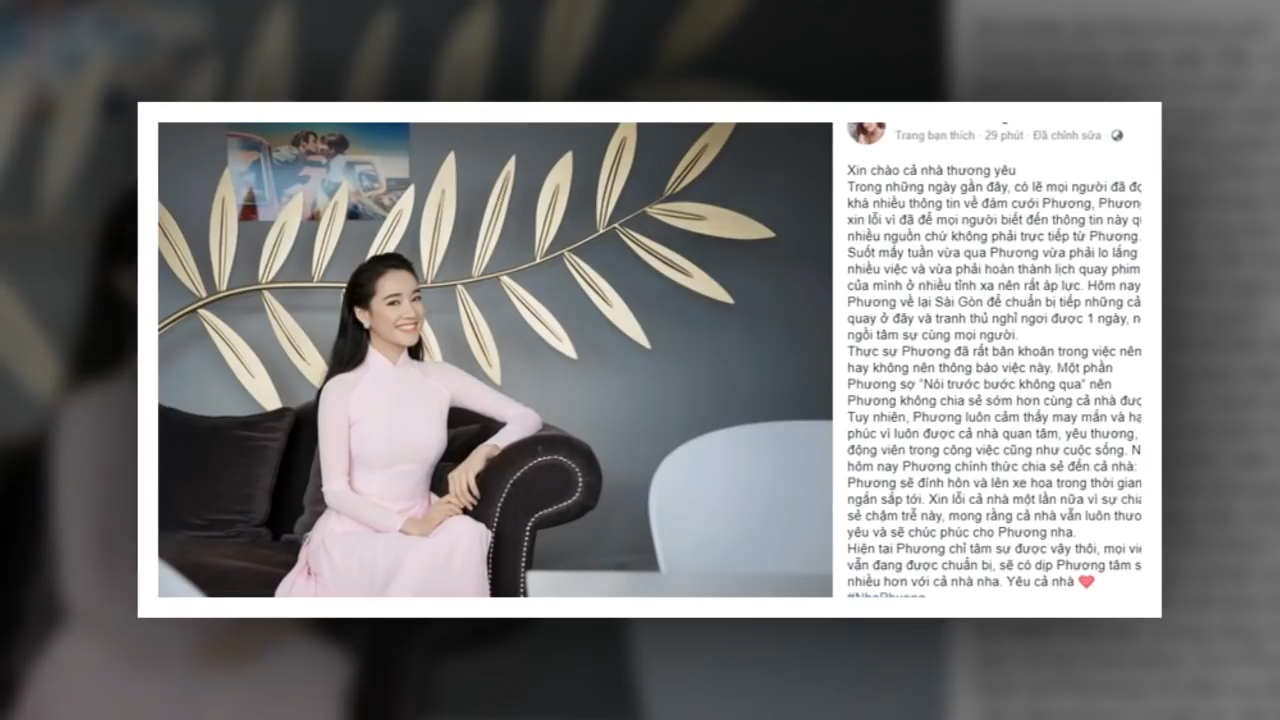 Trang bạn thích · 29 phút · Đã chỉnh sửa ·
Xin chào cả nhà thương yêu
Trong những ngày gần đây, có lẽ mọi người đã
khá nhiều thông tin về đám cưới Phương,
xin lỗi vì đã để mọi người biết đến thông tin này
nhiều nguồn chứ không phải trực tiếp từ Phương.
Suốt mấy tuần vừa qua Phương vừa phải lo lắng
nhiều việc và vừa phải hoàn thành lịch quay phim
của mình ở nhiều tỉnh xa nên rất áp lực. Hôm nay
Phương về lại Sài Gòn để chuẩn bị tiếp những
quay ở đây và tranh thủ nghỉ ngơi được 1 ngày,
ngồi tâm sự cùng mọi người.
Thực sự Phương đã rất băn khoăn trong việc nên
hay không nên thông báo việc này. Một phần
Phương sợ "Nói trước bước không qua" nên
Phương không chia sẻ sớm hơn cùng cả nhà
Tuy nhiên, Phương luôn cảm thấy may mắn và
phúc vì luôn được cả nhà quan tâm, yêu thương,
động viên trong công việc cũng như cuộc sống.
hôm nay Phương chính thức chia sẻ đến cả nhà:
Phương sẽ đính hôn và lên xe hoa trong thời gian
ngắn sắp tới. Xin lỗi cả nhà một lần nữa vì sự
sẻ chậm trễ này, mong rằng cả nhà vẫn luôn
yêu và sẽ chúc phúc cho Phương nha.
Hiện tại Phương chỉ tâm sự được vậy thôi, mọi
vẫn đang được chuẩn bị, sẽ có dịp Phương tâm
nhiều hơn với cả nhà nha. Yêu cả nhà ❤